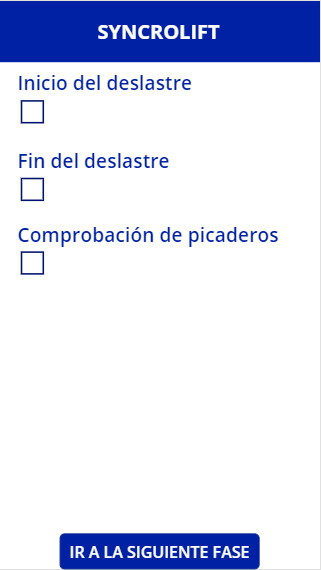 SYNCROLIFT
Inicio del deslastre
Fin del deslastre
Comprobación de picaderos
IR A LA SIGUIENTE FASE